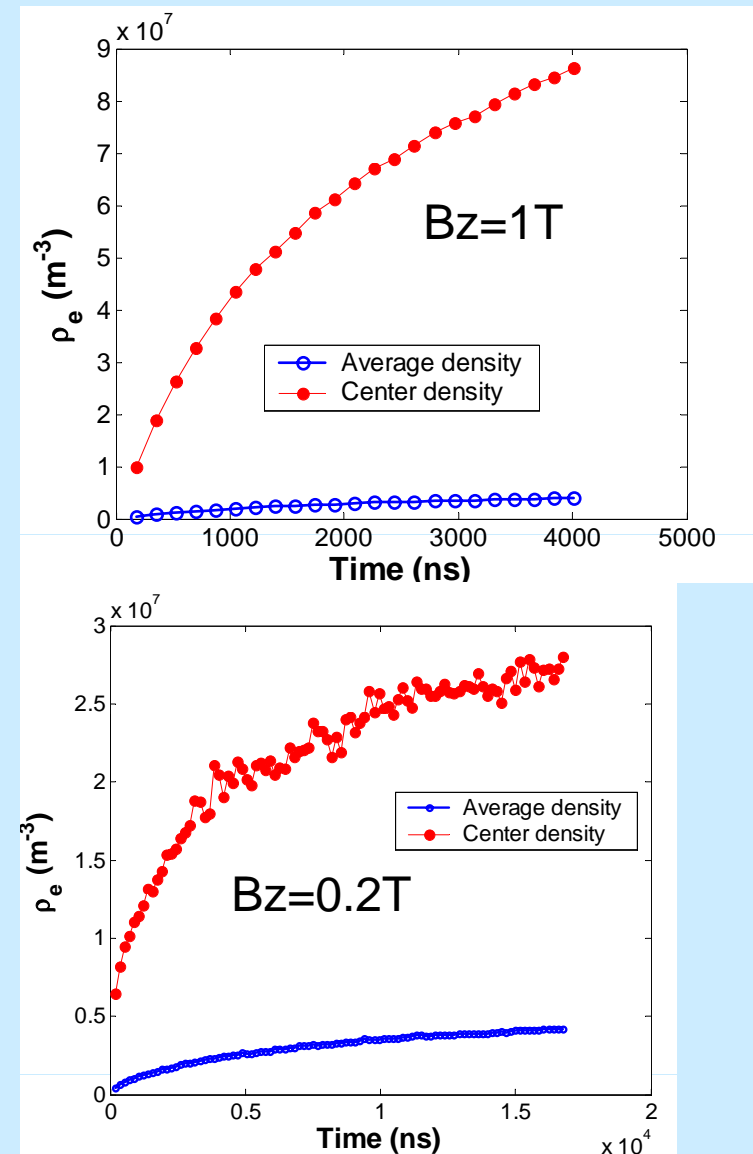 x 10^7
9
8
7
6
5
4
3
2
1
0
ρ_e (m^-3)
Bz=1T
Average density
Center density
0 1000 2000 3000 4000 5000
Time (ns)
x 10^7
3
2.5
2
1.5
1
0.5
0
ρ_e (m^-3)
Average density
Center density
Bz=0.2T
0 0.5 1 1.5 2
Time (ns)
x 10^4